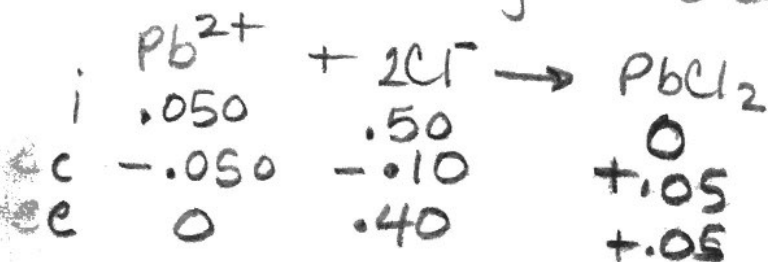 Pb²⁺ + 2Cl⁻ → PbCl₂
i .050 .50 0
c -.050 -.10 +.05
e 0 .40 +.05